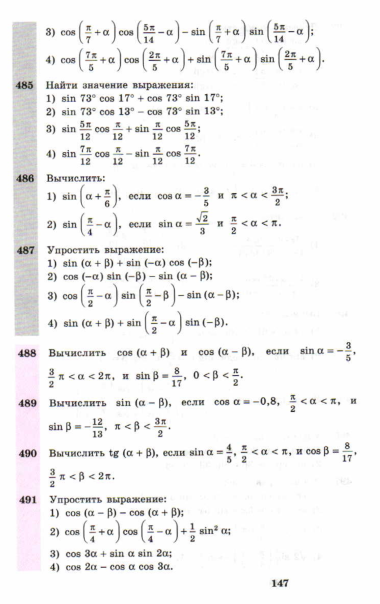 3) cos (π/7 + α) cos (5π/14 − α) − sin (π/7 + α) sin (5π/14 − α);
4) cos (7π/5 + α) cos (2π/5 + α) + sin (7π/5 + α) sin (2π/5 + α).
485 Найти значение выражения:
1) sin 73° cos 17° + cos 73° sin 17°;
2) sin 73° cos 13° − cos 73° sin 13°;
3) sin 5π/12 cos π/12 + sin π/12 cos 5π/12;
4) sin 7π/12 cos π/12 − sin π/12 cos 7π/12.
486 Вычислить:
1) sin (α + π/6), если cos α = −3/5 и π < α < 3π/2;
2) sin (π/4 − α), если sin α = √2/3 и π/2 < α < π.
487 Упростить выражение:
1) sin (α + β) + sin (−α) cos (−β);
2) cos (−α) sin (−β) − sin (α − β);
3) cos (π/2 − α) sin (π/2 − β) − sin (α − β);
4) sin (α + β) + sin (π/2 − α) sin (−β).
488 Вычислить cos (α + β) и cos (α − β), если sin α = −3/5,
3/2 π < α < 2π, и sin β = 8/17, 0 < β < π/2.
489 Вычислить sin (α − β), если cos α = −0,8, π/2 < α < π, и
sin β = −12/13, π < β < 3π/2.
490 Вычислить tg (α + β), если sin α = 4/5, π/2 < α < π, и cos β = 8/17,
3/2 π < β < 2π.
491 Упростить выражение:
1) cos (α − β) − cos (α + β);
2) cos (π/4 + α) cos (π/4 − α) + 1/2 sin² α;
3) cos 3α + sin α sin 2α;
4) cos 2α − cos α cos 3α.
147